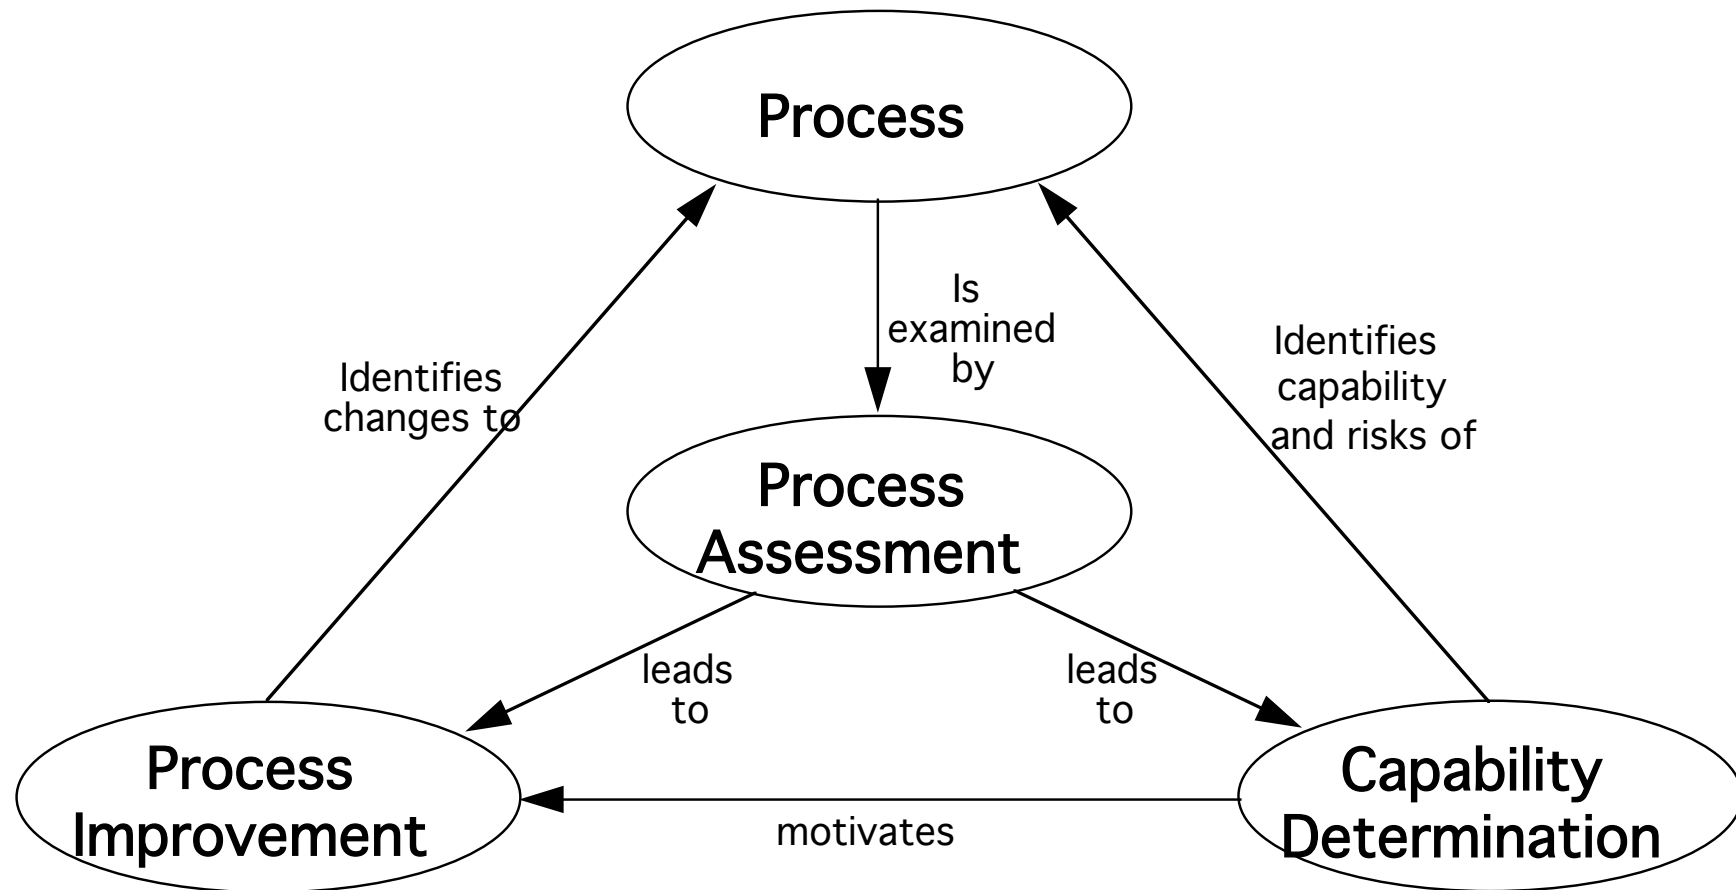 Process
Is
examined
by
Identifies
changes to
Identifies
capability
and risks of
Process
Assessment
leads
to
leads
to
Process
Improvement
motivates
Capability
Determination